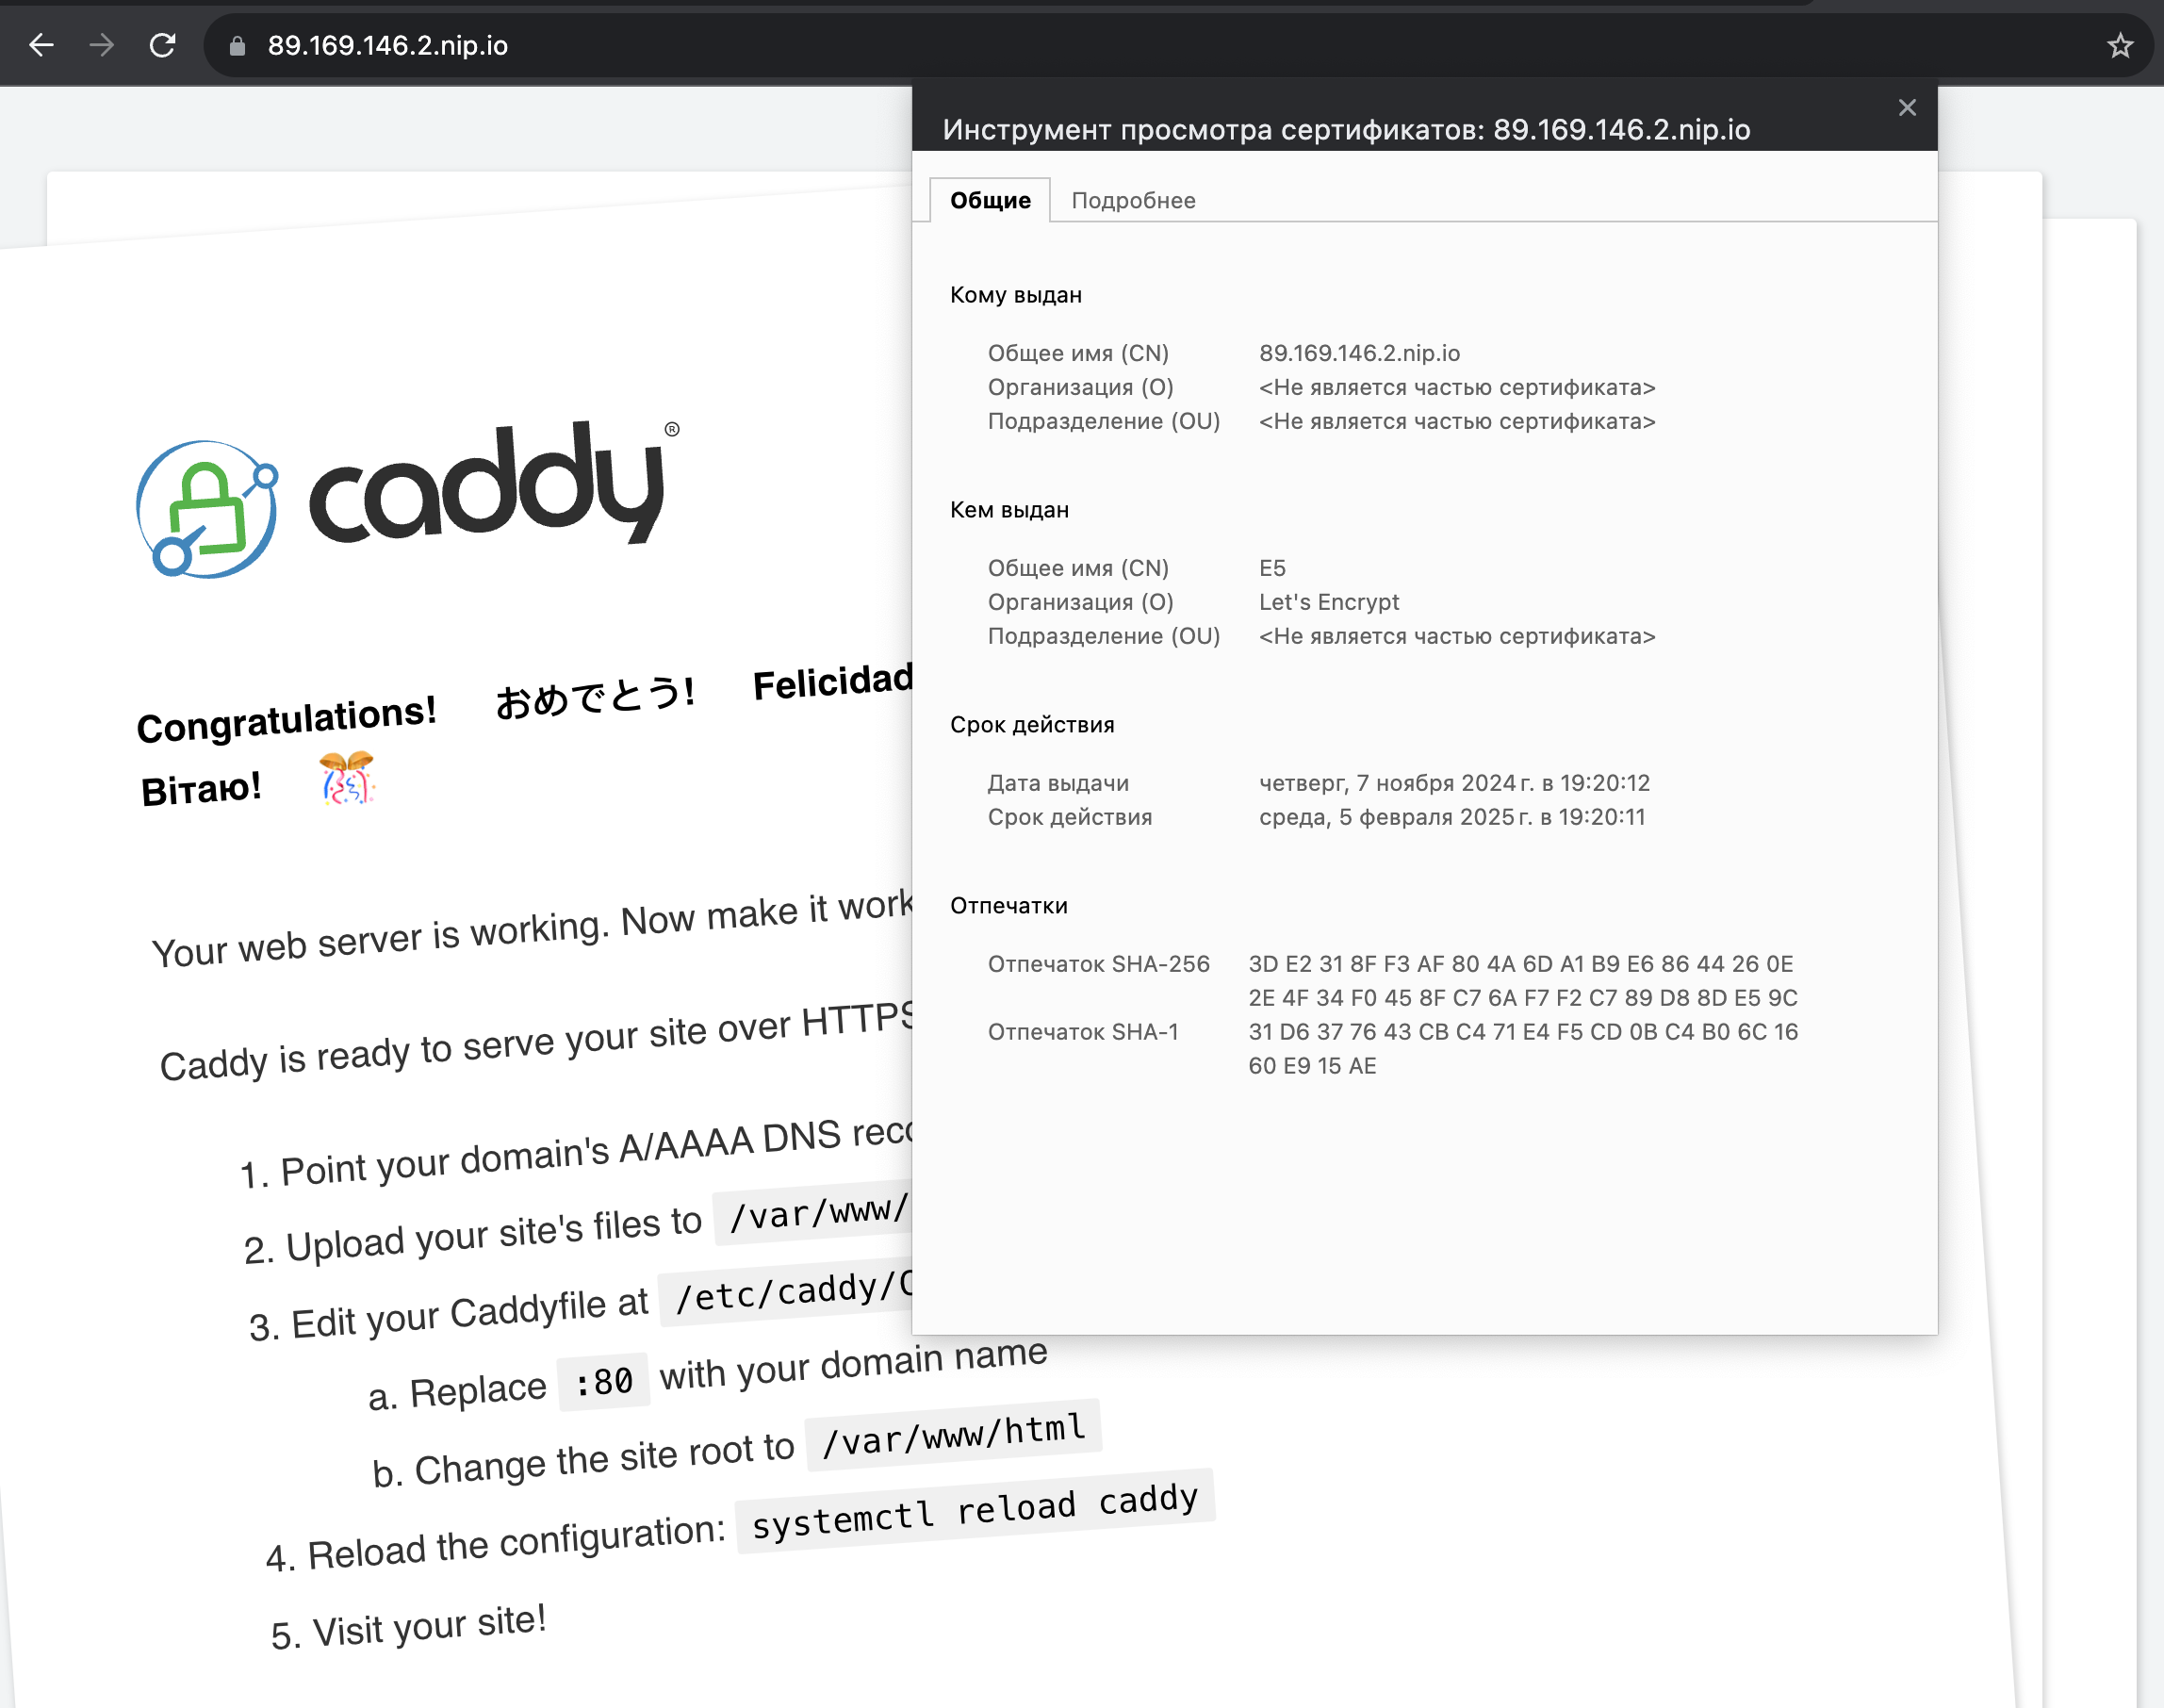 89.169.146.2.nip.io
Инструмент просмотра сертификатов: 89.169.146.2.nip.io
Общие Подробнее
Кому выдан
Общее имя (CN) 89.169.146.2.nip.io
Организация (O) <Не является частью сертификата>
Подразделение (OU) <Не является частью сертификата>
Кем выдан
Общее имя (CN) E5
Организация (O) Let's Encrypt
Подразделение (OU) <Не является частью сертификата>
Срок действия
Дата выдачи четверг, 7 ноября 2024 г. в 19:20:12
Срок действия среда, 5 февраля 2025 г. в 19:20:11
Отпечатки
Отпечаток SHA-256 3D E2 31 8F F3 AF 80 4A 6D A1 B9 E6 86 44 26 0E
2E 4F 34 F0 45 8F C7 6A F7 F2 C7 89 D8 8D E5 9C
Отпечаток SHA-1 31 D6 37 76 43 CB C4 71 E4 F5 CD 0B C4 B0 6C 16
60 E9 15 AE
caddy®
Congratulations! おめでとう! Felicidad
Вітаю!
Your web server is working. Now make it work
Caddy is ready to serve your site over HTTPS
1. Point your domain's A/AAAA DNS reco
2. Upload your site's files to /var/www/
3. Edit your Caddyfile at /etc/caddy/C
a. Replace :80 with your domain name
b. Change the site root to /var/www/html
4. Reload the configuration: systemctl reload caddy
5. Visit your site!